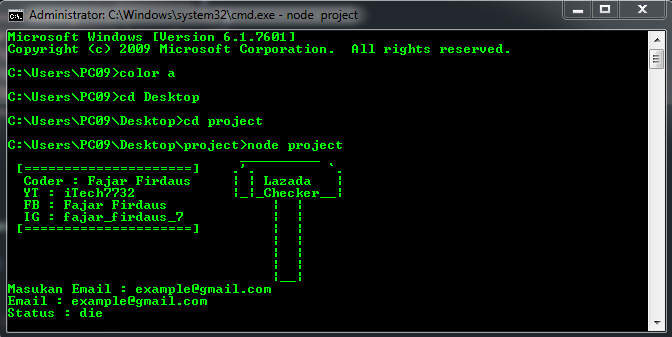 Administrator: C:\Windows\system32\cmd.exe - node project
Microsoft Windows [Version 6.1.7601]
Copyright (c) 2009 Microsoft Corporation. All rights reserved.
C:\Users\PC09>color a
C:\Users\PC09>cd Desktop
C:\Users\PC09\Desktop>cd project
C:\Users\PC09\Desktop\project>node project
[=====================]
Coder : Fajar Firdaus
YT : iTech7732
FB : Fajar Firdaus
IG : fajar_firdaus_7
[=====================]
Lazada
Checker
Masukan Email : example@gmail.com
Email : example@gmail.com
Status : die